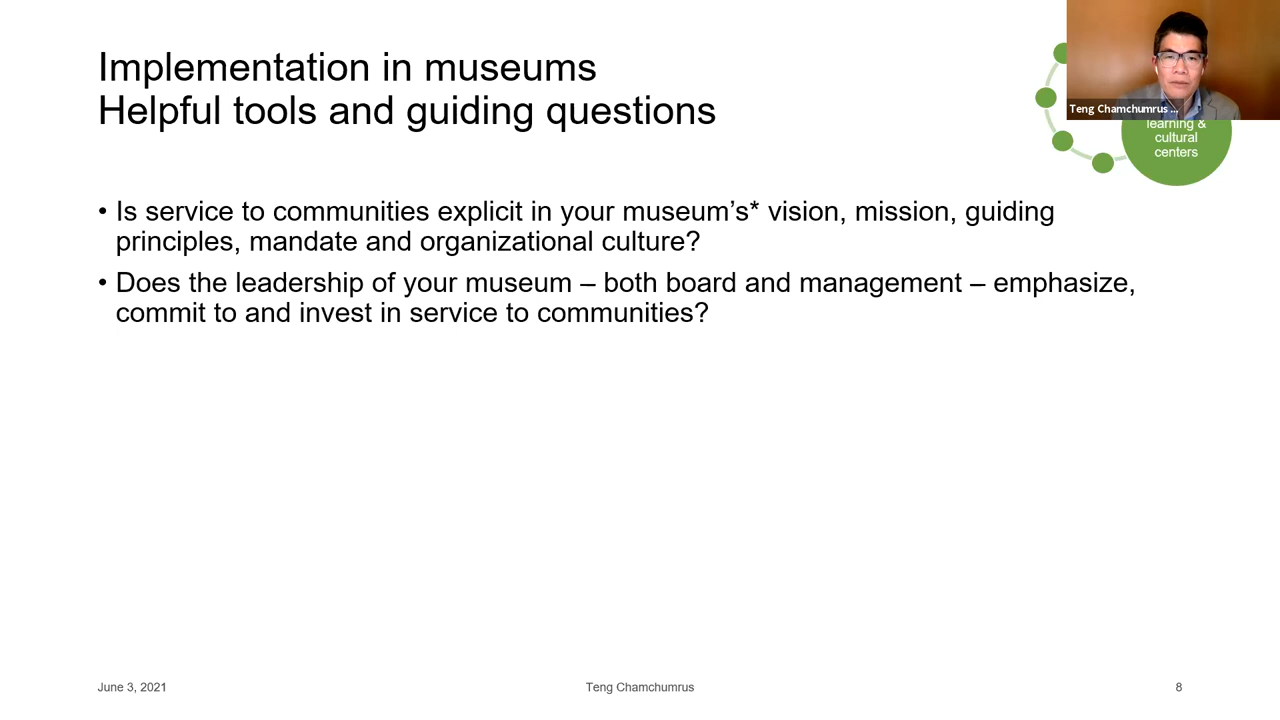 Implementation in museums
Helpful tools and guiding questions
Teng Chamchumrus ...
learning &
cultural
centers
• Is service to communities explicit in your museum’s* vision, mission, guiding
principles, mandate and organizational culture?
• Does the leadership of your museum – both board and management – emphasize,
commit to and invest in service to communities?
June 3, 2021
Teng Chamchumrus
8